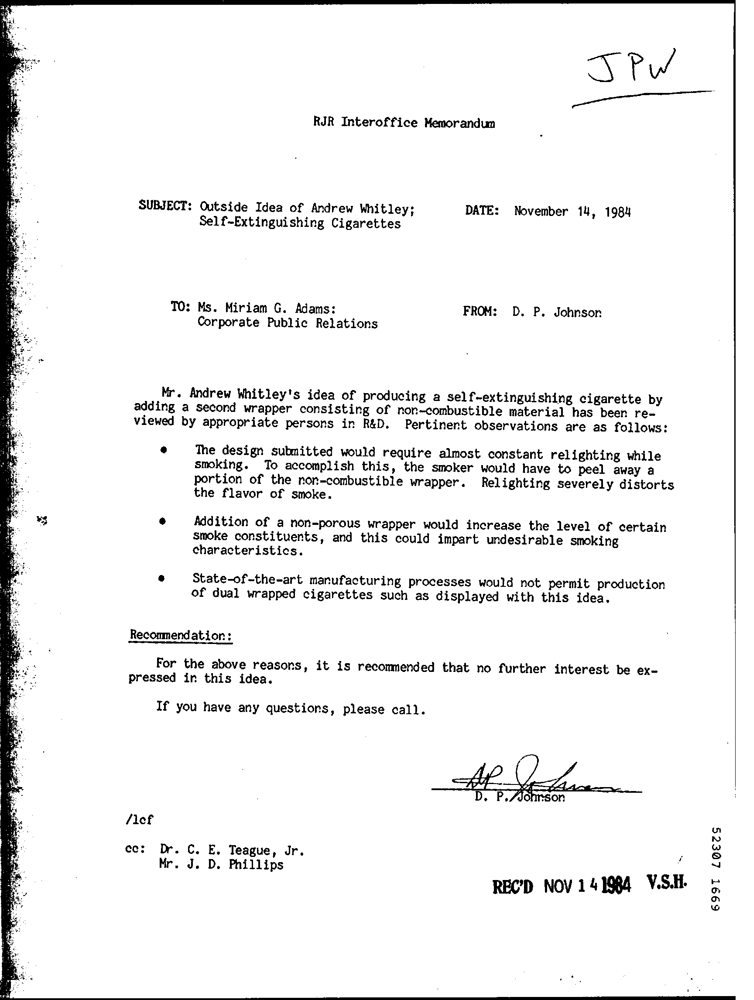 JPW
RJR Interoffice Memorandum
SUBJECT: Outside Idea of Andrew Whitley; DATE: November 14, 1984
Self-Extinguishing Cigarettes
TO: Ms. Miriam G. Adams: FROM: D. P. Johnson
Corporate Public Relations
Mr. Andrew Whitley's idea of producing a self-extinguishing cigarette by
adding a second wrapper consisting of non-combustible material has been re-
viewed by appropriate persons in R&D. Pertinent observations are as follows:
• The design submitted would require almost constant relighting while
smoking. To accomplish this, the smoker would have to peel away a
portion of the non-combustible wrapper. Relighting severely distorts
the flavor of smoke.
• Addition of a non-porous wrapper would increase the level of certain
smoke constituents, and this could impart undesirable smoking
characteristics.
• State-of-the-art manufacturing processes would not permit production
of dual wrapped cigarettes such as displayed with this idea.
Recommendation:
For the above reasons, it is recommended that no further interest be ex-
pressed in this idea.
If you have any questions, please call.
DP Johnson
D. P. Johnson
/lcf
cc: Dr. C. E. Teague, Jr.
Mr. J. D. Phillips
REC'D NOV 14 1984 V.S.H.
52307 1669